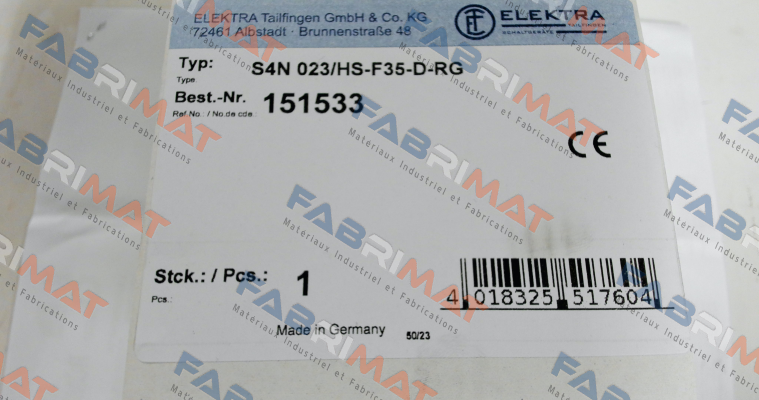 ELEKTRA Tailfingen GmbH & Co. KG
72461 Albstadt · Brunnenstraße 48
ELEKTRA
TAILFINGEN
SCHALTGERÄTE
Typ: S4N 023/HS-F35-D-RG
Type
Best.-Nr. 151533
Ref.No.: / No.de cde.:
CE
Stck.: / Pcs.: 1
Pcs.:
4 018325 517604
Made in Germany
50/23
FABRIMAT
Matériaux Industriel et Fabrications